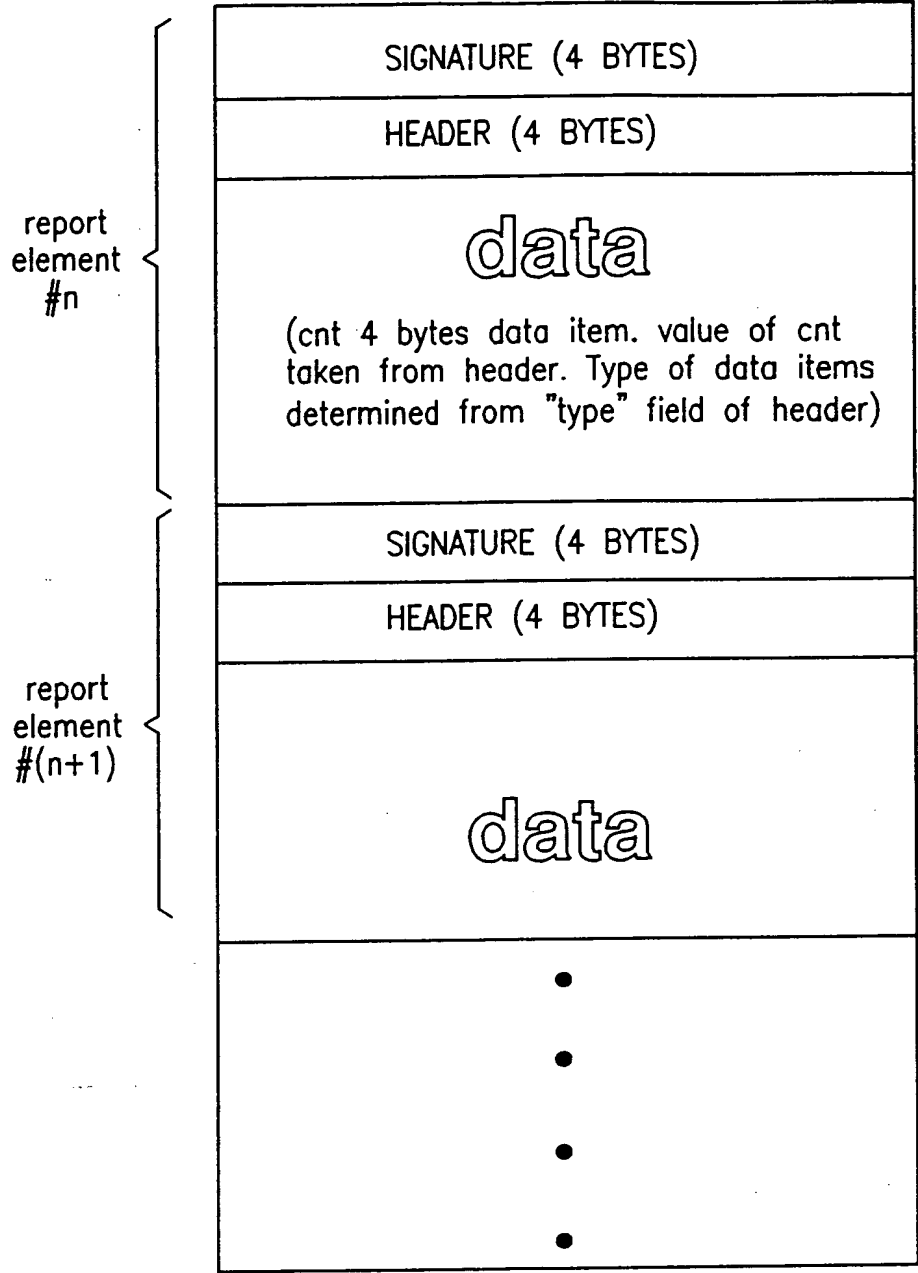 SIGNATURE (4 BYTES)
HEADER (4 BYTES)
report
element
#n
data
(cnt 4 bytes data item. value of cnt
taken from header. Type of data items
determined from "type" field of header)
SIGNATURE (4 BYTES)
HEADER (4 BYTES)
report
element
#(n+1)
data